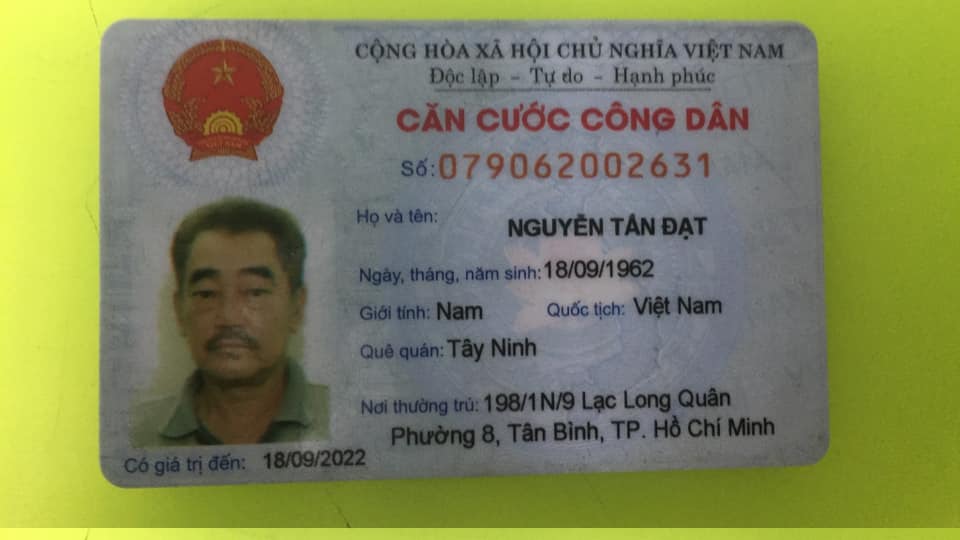 CỘNG HÒA XÃ HỘI CHỦ NGHĨA VIỆT NAM
Độc lập - Tự do - Hạnh phúc
CĂN CƯỚC CÔNG DÂN
Số: 079062002631
Họ và tên: NGUYỄN TẤN ĐẠT
Ngày, tháng, năm sinh: 18/09/1962
Giới tính: Nam Quốc tịch: Việt Nam
Quê quán: Tây Ninh
Nơi thường trú: 198/1N/9 Lạc Long Quân
Phường 8, Tân Bình, TP. Hồ Chí Minh
Có giá trị đến: 18/09/2022